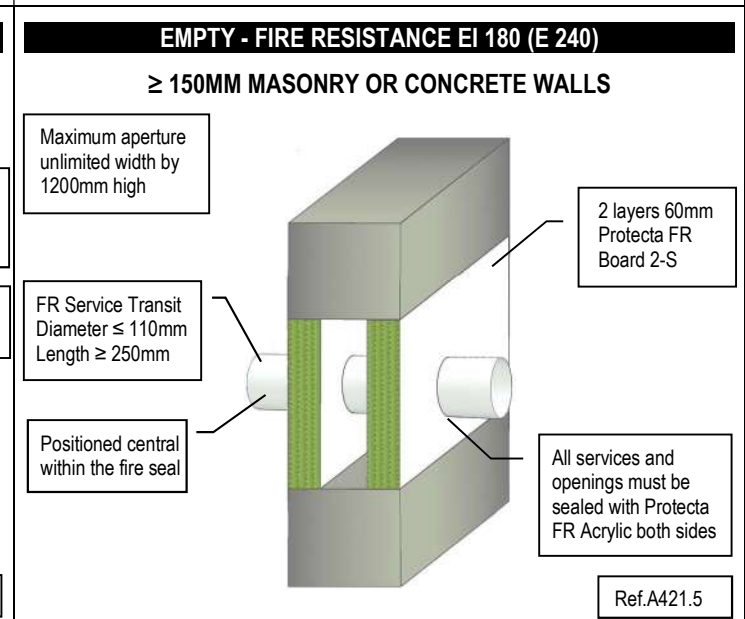 EMPTY - FIRE RESISTANCE EI 180 (E 240)
≥ 150MM MASONRY OR CONCRETE WALLS
Maximum aperture
unlimited width by
1200mm high
2 layers 60mm
Protecta FR
Board 2-S
FR Service Transit
Diameter ≤ 110mm
Length ≥ 250mm
Positioned central
within the fire seal
All services and
openings must be
sealed with Protecta
FR Acrylic both sides
Ref.A421.5